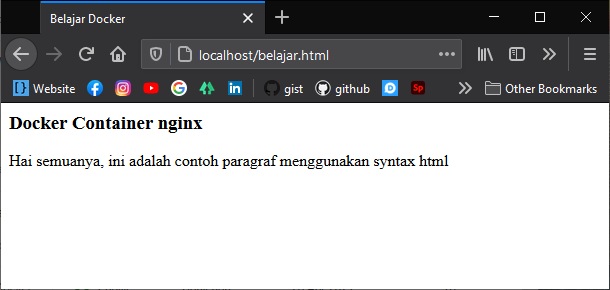 Belajar Docker
localhost/belajar.html
Website
gist
github
Sp
Other Bookmarks
Docker Container nginx
Hai semuanya, ini adalah contoh paragraf menggunakan syntax html